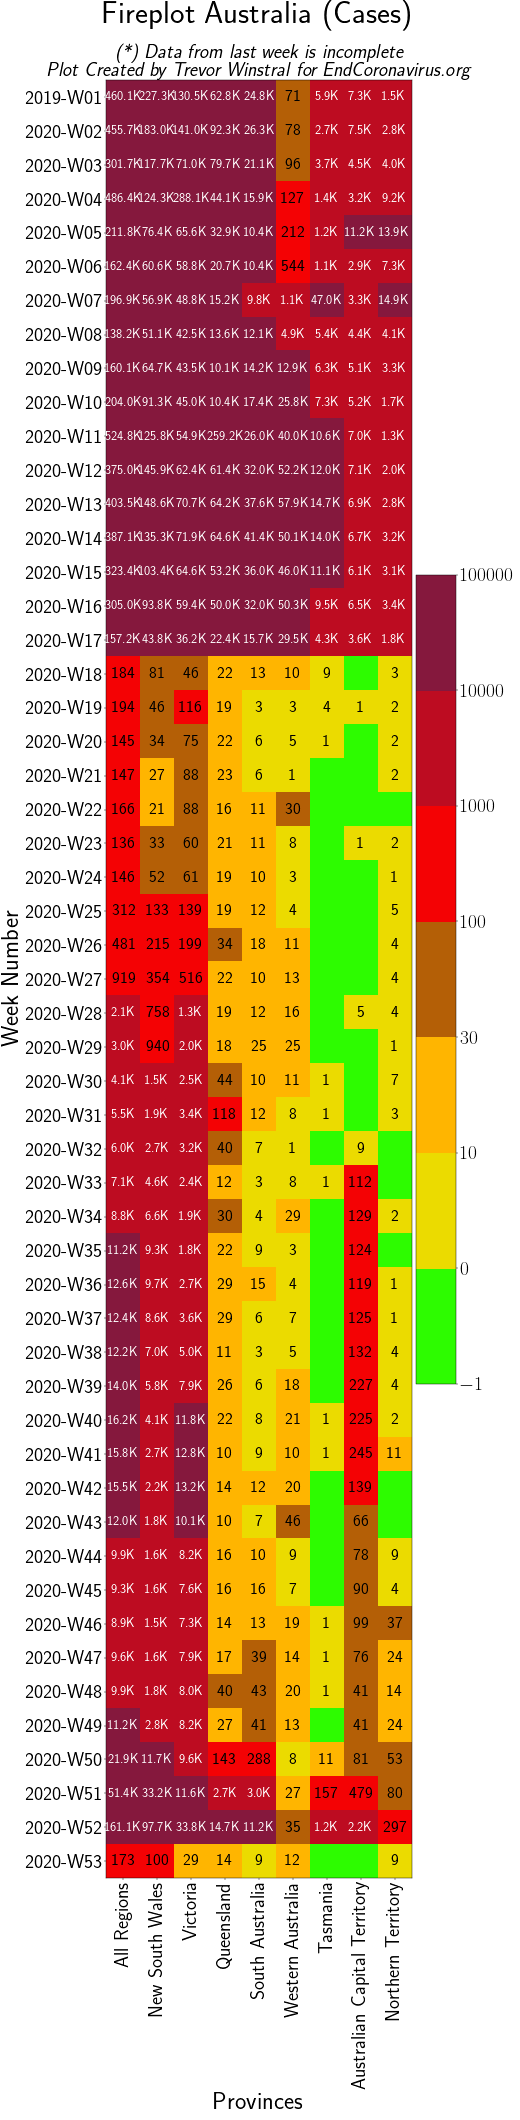 Fireplot Australia (Cases)
(*) Data from last week is incomplete
Plot Created by Trevor Winstral for EndCoronavirus.org
2019-W01 460.1K 227.3K 130.5K 62.8K 24.8K 71 5.9K 7.3K 1.5K
2020-W02 455.7K 183.0K 141.0K 92.3K 26.3K 78 2.7K 7.5K 2.8K
2020-W03 301.7K 117.7K 71.0K 79.7K 21.1K 96 3.7K 4.5K 4.0K
2020-W04 486.4K 124.3K 288.1K 44.1K 15.9K 127 1.4K 3.2K 9.2K
2020-W05 211.8K 76.4K 65.6K 32.9K 10.4K 212 1.2K 11.2K 13.9K
2020-W06 162.4K 60.6K 58.8K 20.7K 10.4K 544 1.1K 2.9K 7.3K
2020-W07 196.9K 56.9K 48.8K 15.2K 9.8K 1.1K 47.0K 3.3K 14.9K
2020-W08 138.2K 51.1K 42.5K 13.6K 12.1K 4.9K 5.4K 4.4K 4.1K
2020-W09 160.1K 64.7K 43.5K 10.1K 14.2K 12.9K 6.3K 5.1K 3.3K
2020-W10 204.0K 91.3K 45.0K 10.4K 17.4K 25.8K 7.3K 5.2K 1.7K
2020-W11 524.8K 125.8K 54.9K 259.2K 26.0K 40.0K 10.6K 7.0K 1.3K
2020-W12 375.0K 145.9K 62.4K 61.4K 32.0K 52.2K 12.0K 7.1K 2.0K
2020-W13 403.5K 148.6K 70.7K 64.2K 37.6K 57.9K 14.7K 6.9K 2.8K
2020-W14 387.1K 135.3K 71.9K 64.6K 41.4K 50.1K 14.0K 6.7K 3.2K
2020-W15 323.4K 103.4K 64.6K 53.2K 36.0K 46.0K 11.1K 6.1K 3.1K
2020-W16 305.0K 93.8K 59.4K 50.0K 32.0K 50.3K 9.5K 6.5K 3.4K
2020-W17 157.2K 43.8K 36.2K 22.4K 15.7K 29.5K 4.3K 3.6K 1.8K
2020-W18 184 81 46 22 13 10 9 3
2020-W19 194 46 116 19 3 3 4 1 2
2020-W20 145 34 75 22 6 5 1 2
2020-W21 147 27 88 23 6 1 2
2020-W22 166 21 88 16 11 30
2020-W23 136 33 60 21 11 8 1 2
2020-W24 146 52 61 19 10 3 1
2020-W25 312 133 139 19 12 4 5
2020-W26 481 215 199 34 18 11 4
2020-W27 919 354 516 22 10 13 4
2020-W28 2.1K 758 1.3K 19 12 16 5 4
2020-W29 3.0K 940 2.0K 18 25 25 1
2020-W30 4.1K 1.5K 2.5K 44 10 11 1 7
2020-W31 5.5K 1.9K 3.4K 118 12 8 1 3
2020-W32 6.0K 2.7K 3.2K 40 7 1 9
2020-W33 7.1K 4.6K 2.4K 12 3 8 1 112
2020-W34 8.8K 6.6K 1.9K 30 4 29 129 2
2020-W35 11.2K 9.3K 1.8K 22 9 3 124
2020-W36 12.6K 9.7K 2.7K 29 15 4 119 1
2020-W37 12.4K 8.6K 3.6K 29 6 7 125 1
2020-W38 12.2K 7.0K 5.0K 11 3 5 132 4
2020-W39 14.0K 5.8K 7.9K 26 6 18 227 4
2020-W40 16.2K 4.1K 11.8K 22 8 21 1 225 2
2020-W41 15.8K 2.7K 12.8K 10 9 10 1 245 11
2020-W42 15.5K 2.2K 13.2K 14 12 20 139
2020-W43 12.0K 1.8K 10.1K 10 7 46 66
2020-W44 9.9K 1.6K 8.2K 16 10 9 78 9
2020-W45 9.3K 1.6K 7.6K 16 16 7 90 4
2020-W46 8.9K 1.5K 7.3K 14 13 19 1 99 37
2020-W47 9.6K 1.6K 7.9K 17 39 14 1 76 24
2020-W48 9.9K 1.8K 8.0K 40 43 20 1 41 14
2020-W49 11.2K 2.8K 8.2K 27 41 13 41 24
2020-W50 21.9K 11.7K 9.6K 143 288 8 11 81 53
2020-W51 51.4K 33.2K 11.6K 2.7K 3.0K 27 157 479 80
2020-W52 161.1K 97.7K 33.8K 14.7K 11.2K 35 1.2K 2.2K 297
2020-W53 173 100 29 14 9 12 9
Week Number
100000
10000
1000
100
30
10
0
−1
All Regions
New South Wales
Victoria
Queensland
South Australia
Western Australia
Tasmania
Australian Capital Territory
Northern Territory
Provinces